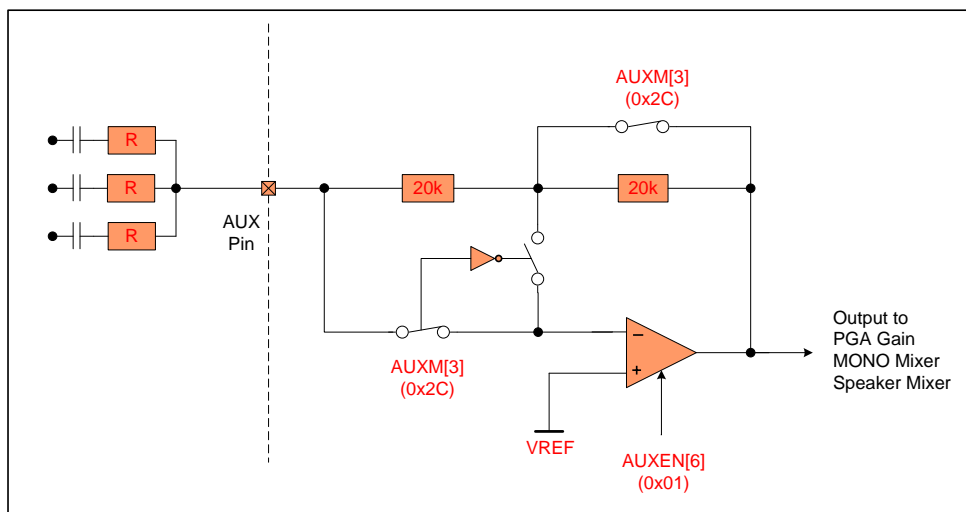 AUXM[3]
(0x2C)
R
R
R
20k
20k
AUX
Pin
AUXM[3]
(0x2C)
−
+
VREF
AUXEN[6]
(0x01)
Output to
PGA Gain
MONO Mixer
Speaker Mixer